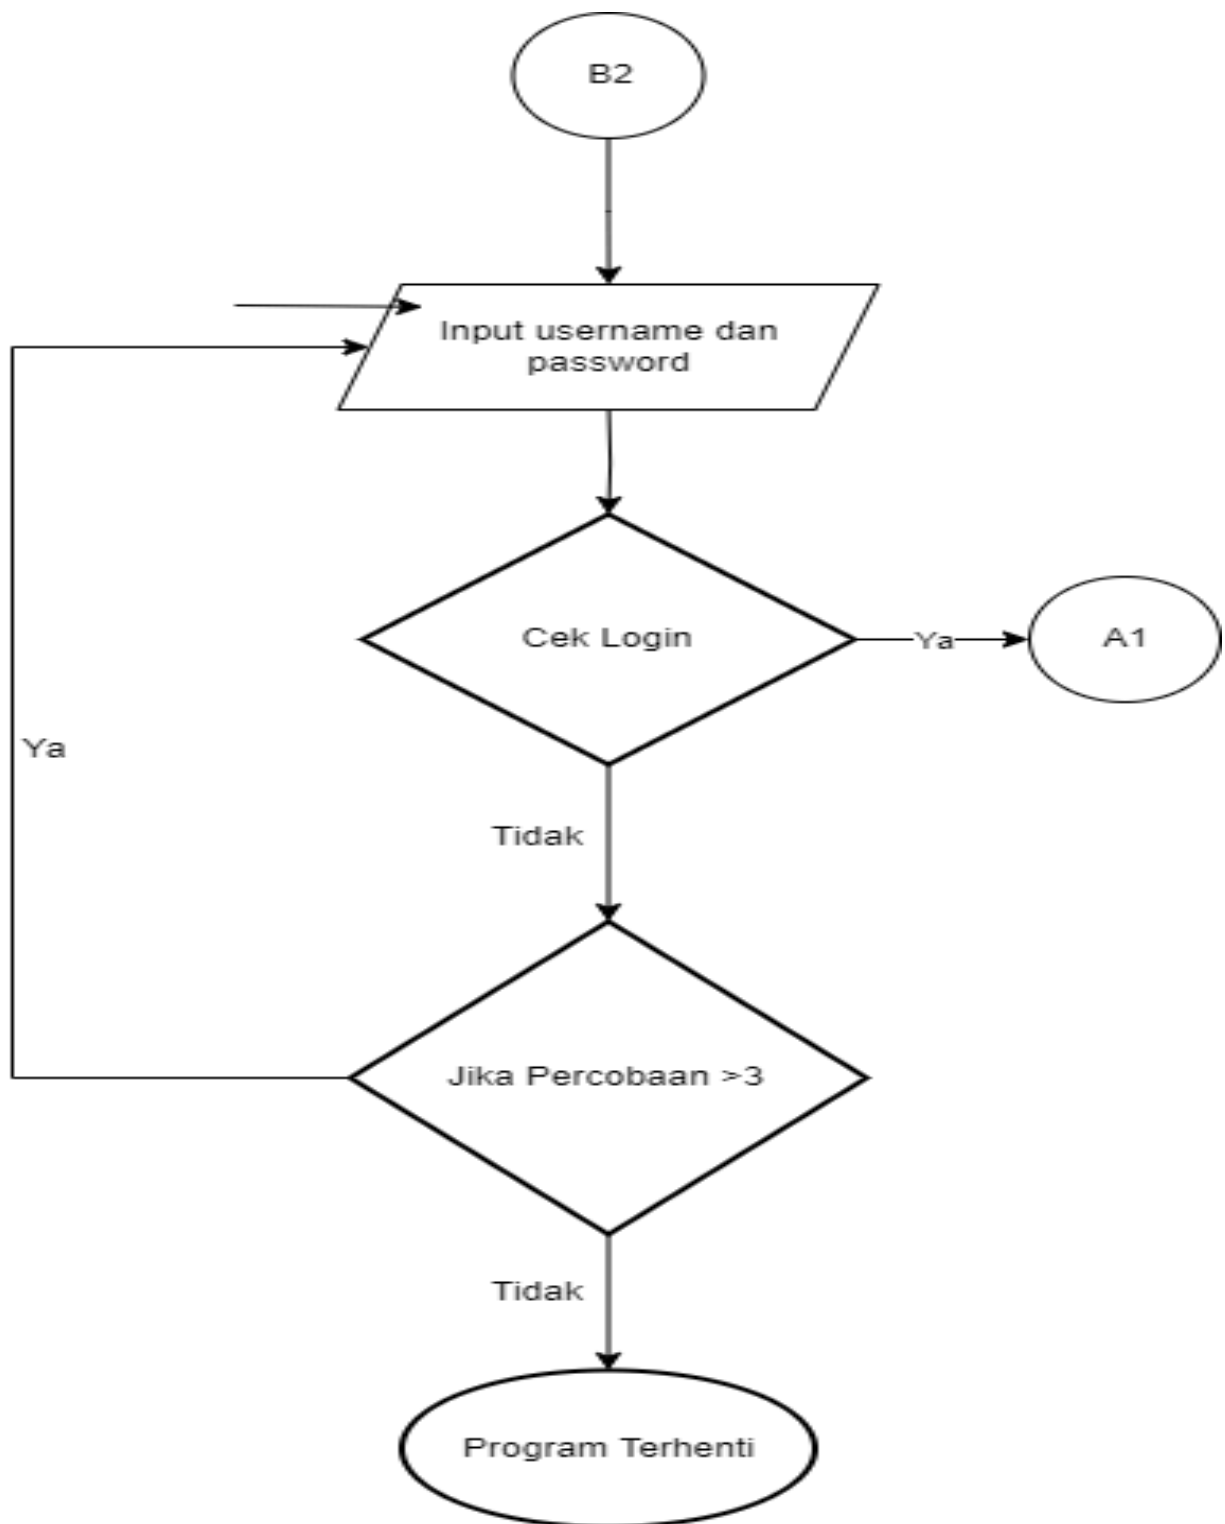 B2
Input username dan
password
Cek Login
Ya
A1
Ya
Tidak
Jika Percobaan >3
Tidak
Program Terhenti